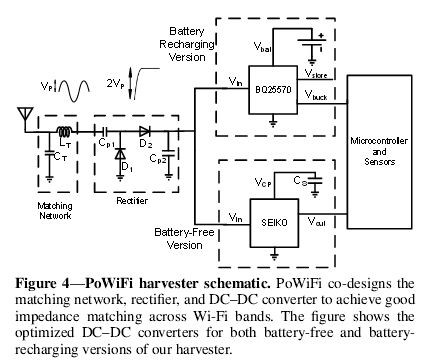 Battery
Recharging
Version
V_bat
V_P
2V_P
V_in
BQ25570
V_store
V_buck
L_T
C_T
C_p1
D_2
D_1
C_p2
Matching
Network
Rectifier
Microcontroller
and
Sensors
V_CP
V_in
SEIKO
V_out
Battery-Free
Version
Figure 4—PoWiFi harvester schematic. PoWiFi co-designs the
matching network, rectifier, and DC–DC converter to achieve good
impedance matching across Wi-Fi bands. The figure shows the
optimized DC–DC converters for both battery-free and battery-
recharging versions of our harvester.